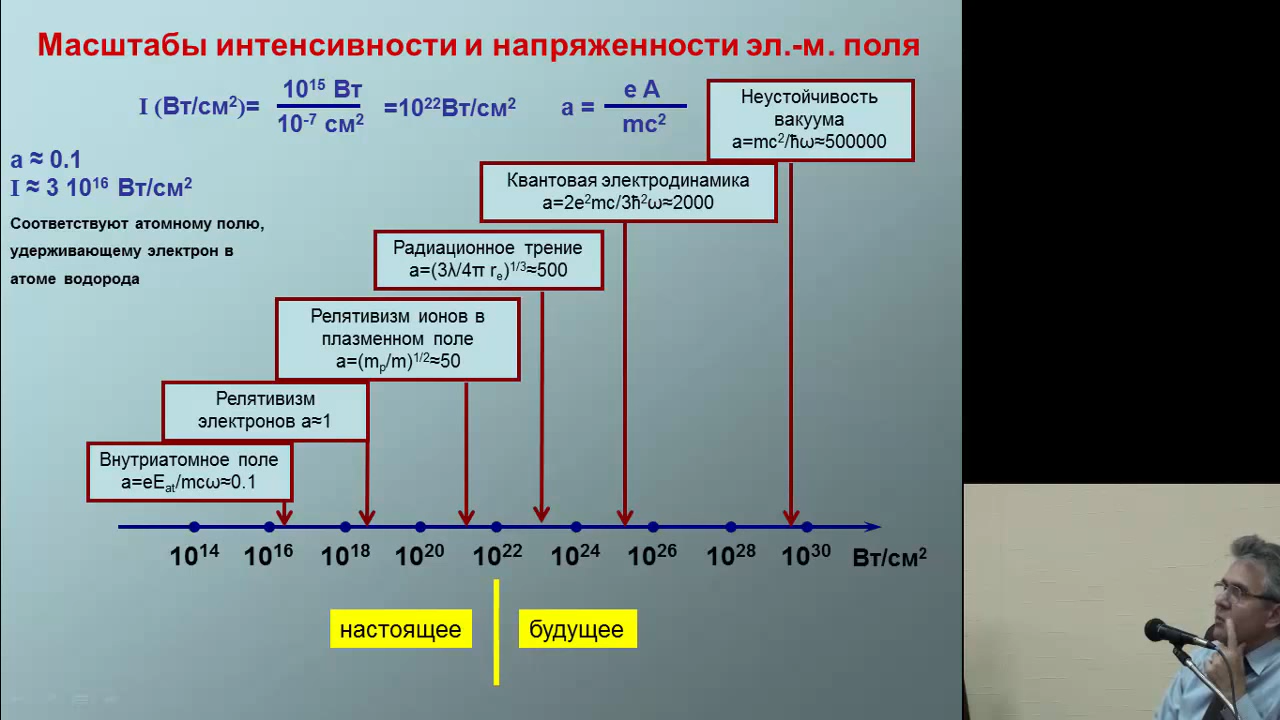 Масштабы интенсивности и напряженности эл.-м. поля
I (Вт/см²)= 10¹⁵ Вт / 10⁻⁷ см² =10²²Вт/см² a = e A / mc²
a ≈ 0.1
I ≈ 3 10¹⁶ Вт/см²
Соответствуют атомному полю,
удерживающему электрон в
атоме водорода
Неустойчивость
вакуума
a=mc²/ħω≈500000
Квантовая электродинамика
a=2e²mc/3ħ²ω≈2000
Радиационное трение
a=(3λ/4π rₑ)¹ᐟ³≈500
Релятивизм ионов в
плазменном поле
a=(mₚ/m)¹ᐟ²≈50
Релятивизм
электронов a≈1
Внутриатомное поле
a=eEₐₜ/mcω≈0.1
10¹⁴ 10¹⁶ 10¹⁸ 10²⁰ 10²² 10²⁴ 10²⁶ 10²⁸ 10³⁰ Вт/см²
настоящее будущее